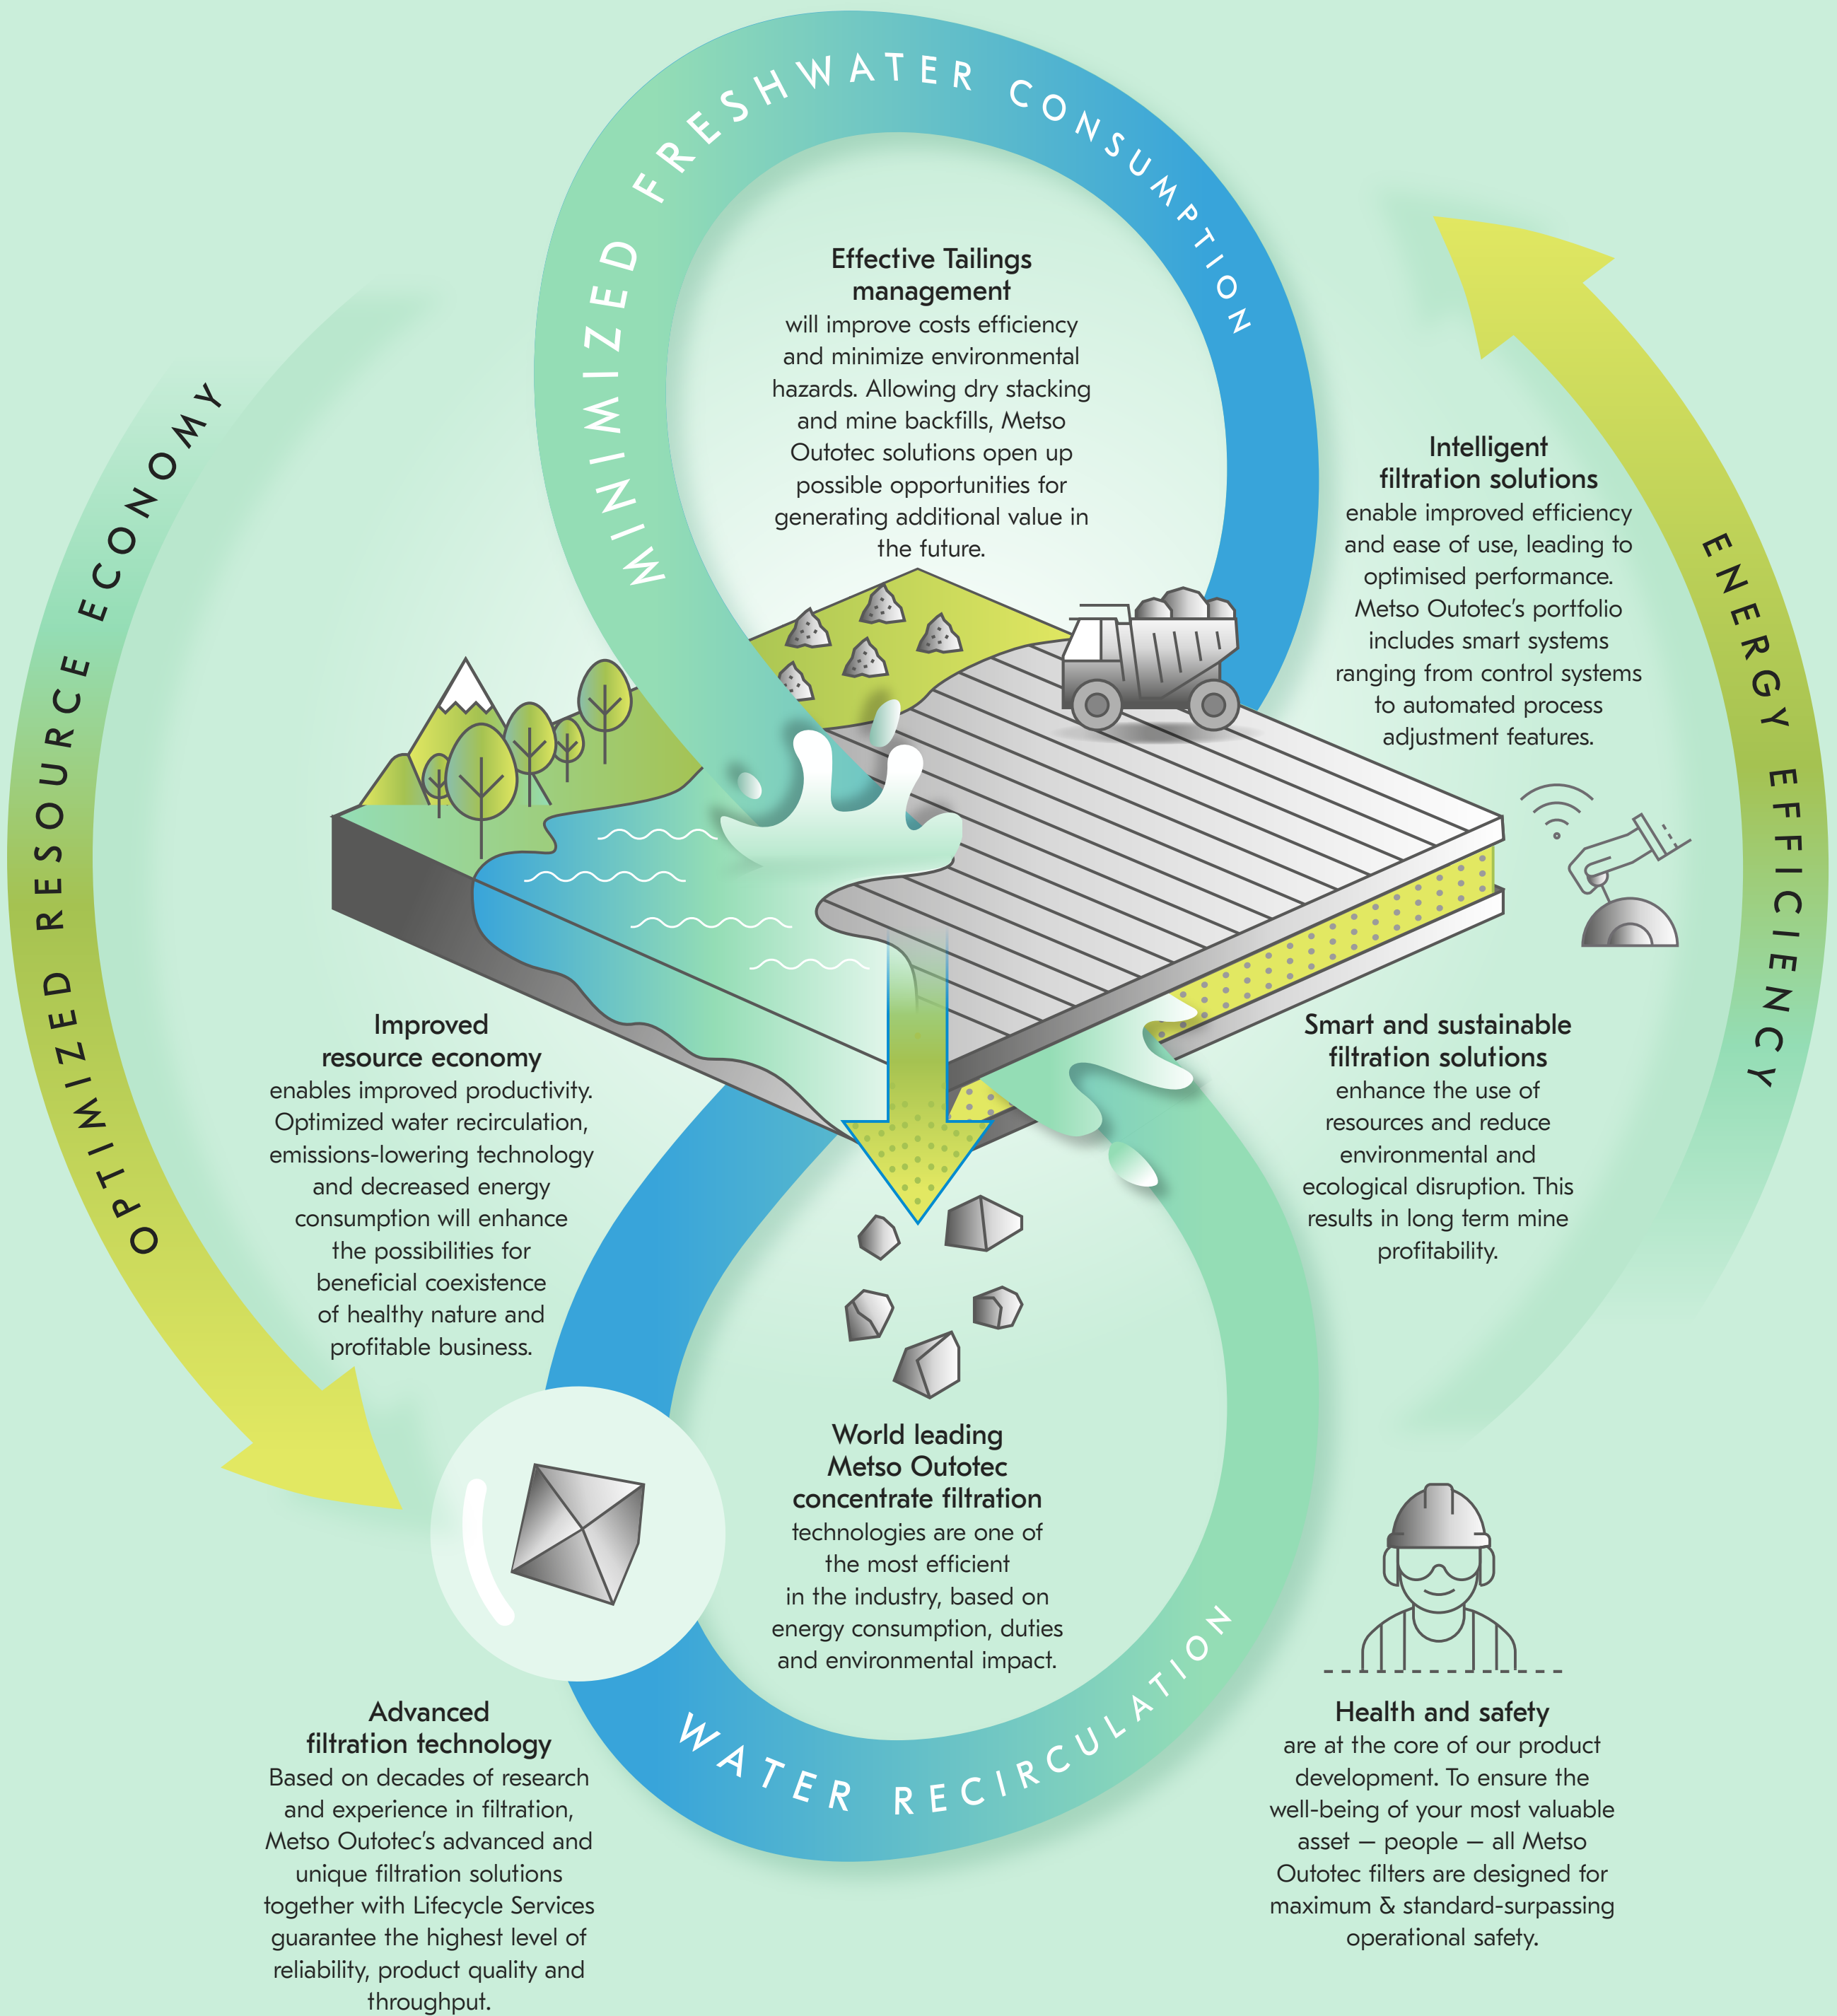 MINIMIZED FRESHWATER CONSUMPTION
OPTIMIZED RESOURCE ECONOMY
ENERGY EFFICIENCY
Effective Tailings
management
will improve costs efficiency
and minimize environmental
hazards. Allowing dry stacking
and mine backfills, Metso
Outotec solutions open up
possible opportunities for
generating additional value in
the future.
Intelligent
filtration solutions
enable improved efficiency
and ease of use, leading to
optimised performance.
Metso Outotec's portfolio
includes smart systems
ranging from control systems
to automated process
adjustment features.
Improved
resource economy
enables improved productivity.
Optimized water recirculation,
emissions-lowering technology
and decreased energy
consumption will enhance
the possibilities for
beneficial coexistence
of healthy nature and
profitable business.
Smart and sustainable
filtration solutions
enhance the use of
resources and reduce
environmental and
ecological disruption. This
results in long term mine
profitability.
World leading
Metso Outotec
concentrate filtration
technologies are one of
the most efficient
in the industry, based on
energy consumption, duties
and environmental impact.
WATER RECIRCULATION
Advanced
filtration technology
Based on decades of research
and experience in filtration,
Metso Outotec's advanced and
unique filtration solutions
together with Lifecycle Services
guarantee the highest level of
reliability, product quality and
throughput.
Health and safety
are at the core of our product
development. To ensure the
well-being of your most valuable
asset – people – all Metso
Outotec filters are designed for
maximum & standard-surpassing
operational safety.